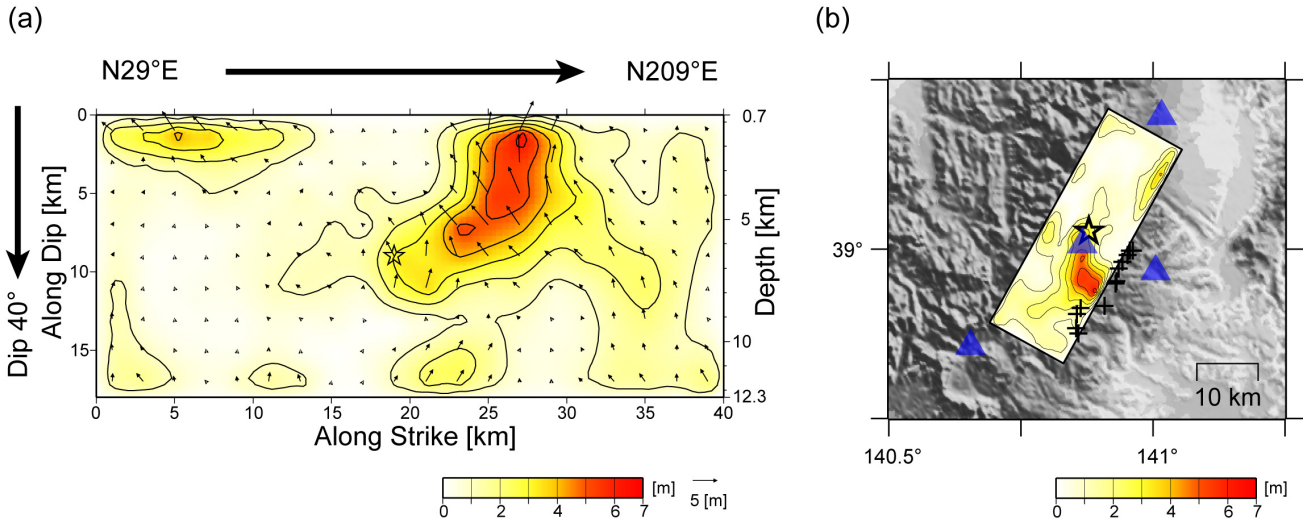 (a)
N29°E
N209°E
Dip 40°
Along Dip [km]
0
5
10
15
0.7
5
10
12.3
Depth [km]
0 5 10 15 20 25 30 35 40
Along Strike [km]
0 2 4 6 7 [m]
5 [m]
(b)
39°
10 km
140.5° 141°
0 2 4 6 7 [m]